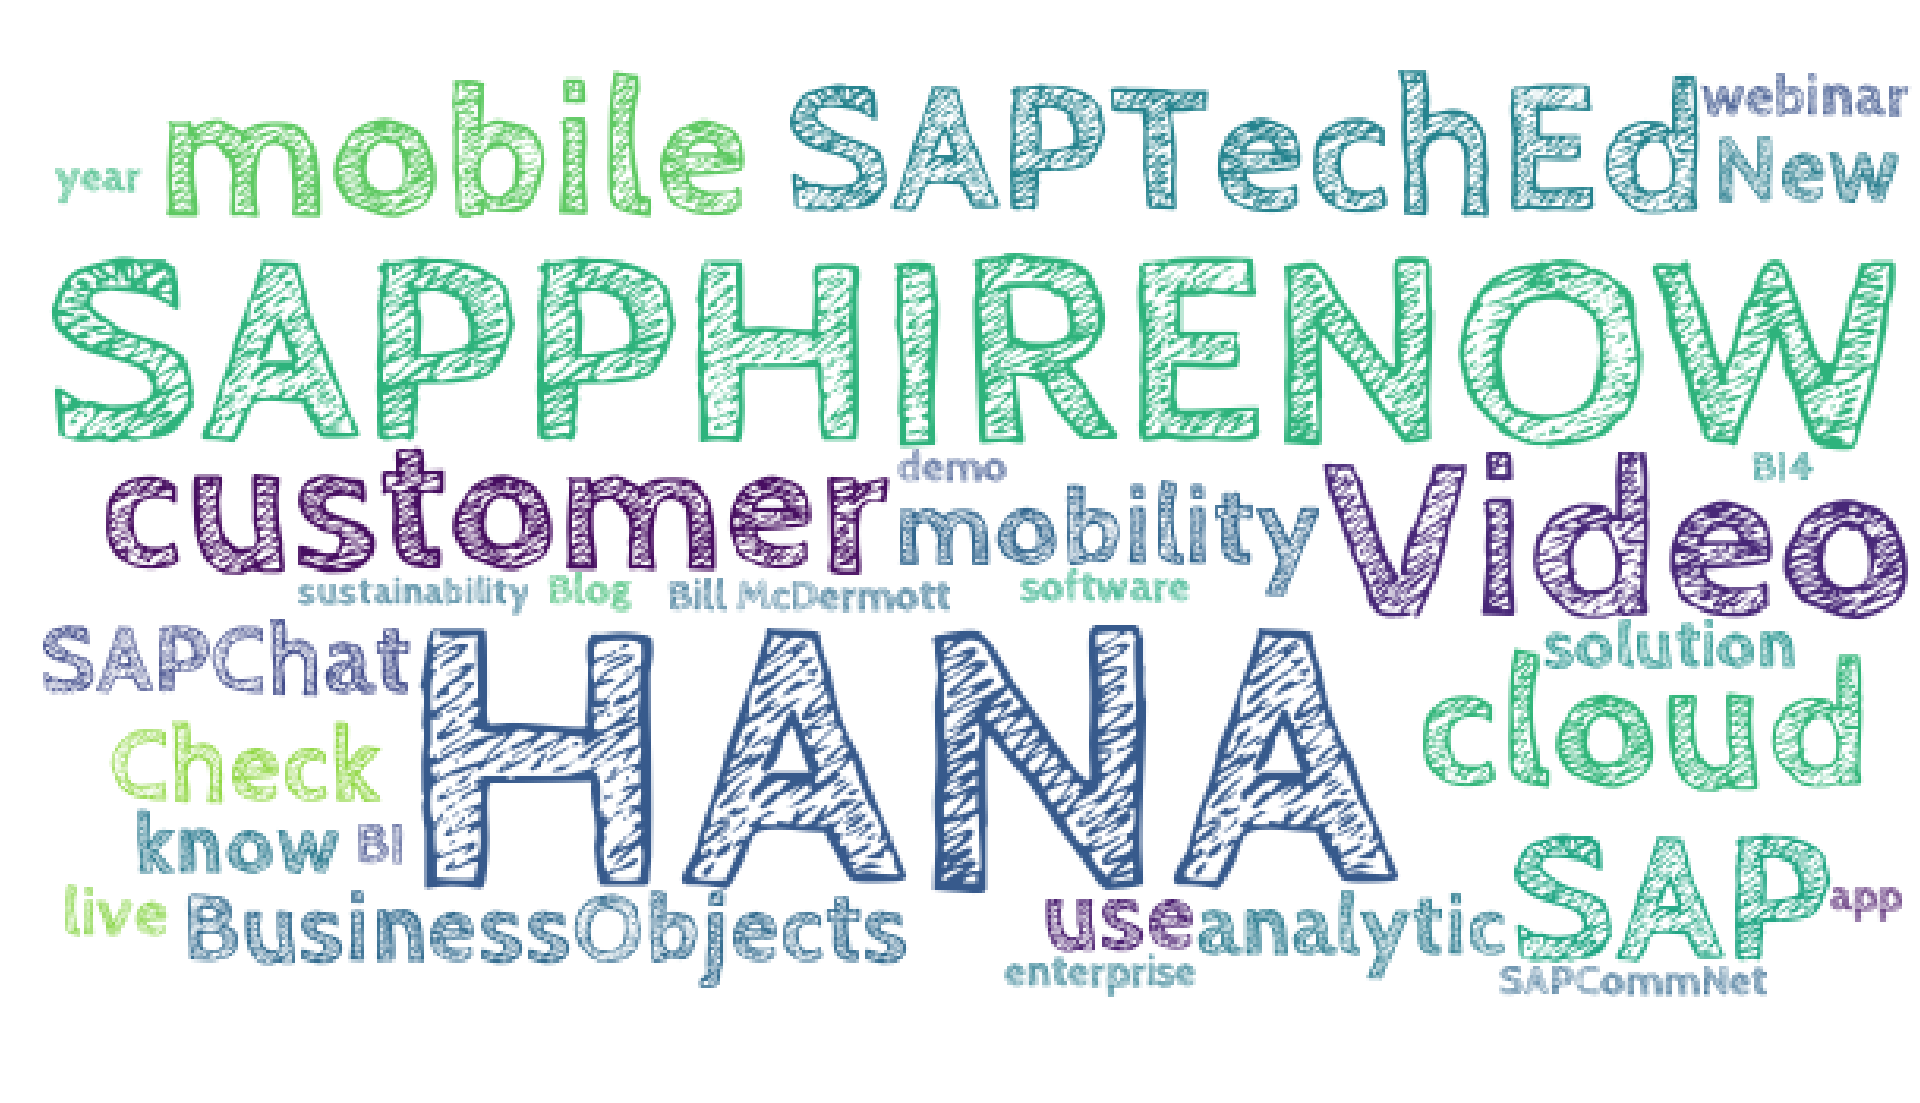 year mobile SAPTechEd webinar
New
SAPPHIRENOW
customer demo mobility Video BI4
sustainability Blog Bill McDermott software
SAPChat HANA solution
cloud
Check
know BI
live BusinessObjects use analytic SAP app
enterprise SAPCommNet